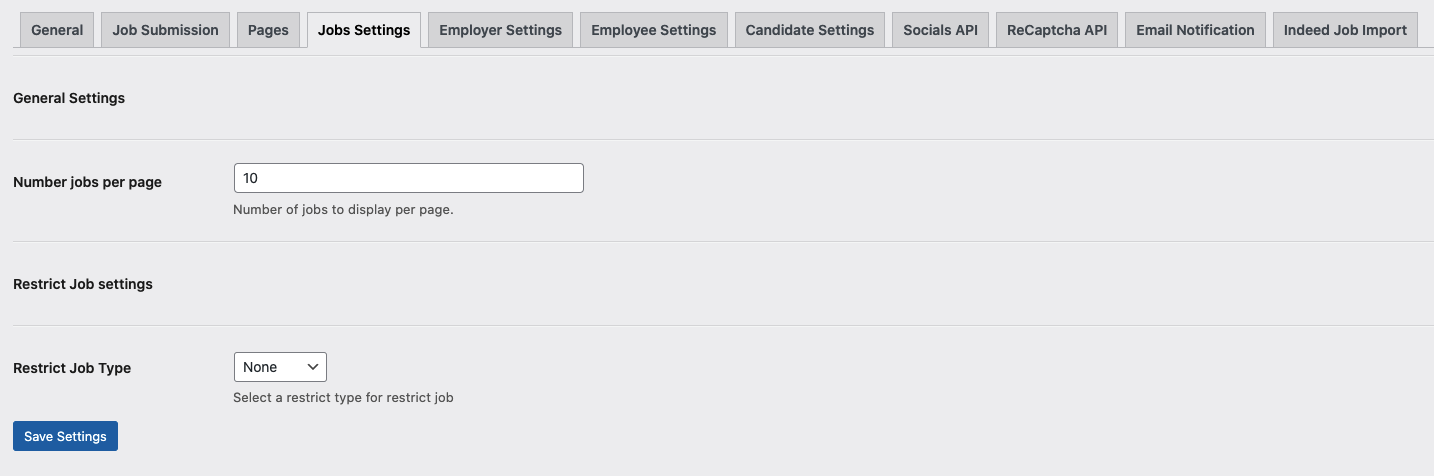 General Job Submission Pages Jobs Settings Employer Settings Employee Settings Candidate Settings Socials API ReCaptcha API Email Notification Indeed Job Import
General Settings
Number jobs per page 10
Number of jobs to display per page.
Restrict Job settings
Restrict Job Type None
Select a restrict type for restrict job
Save Settings